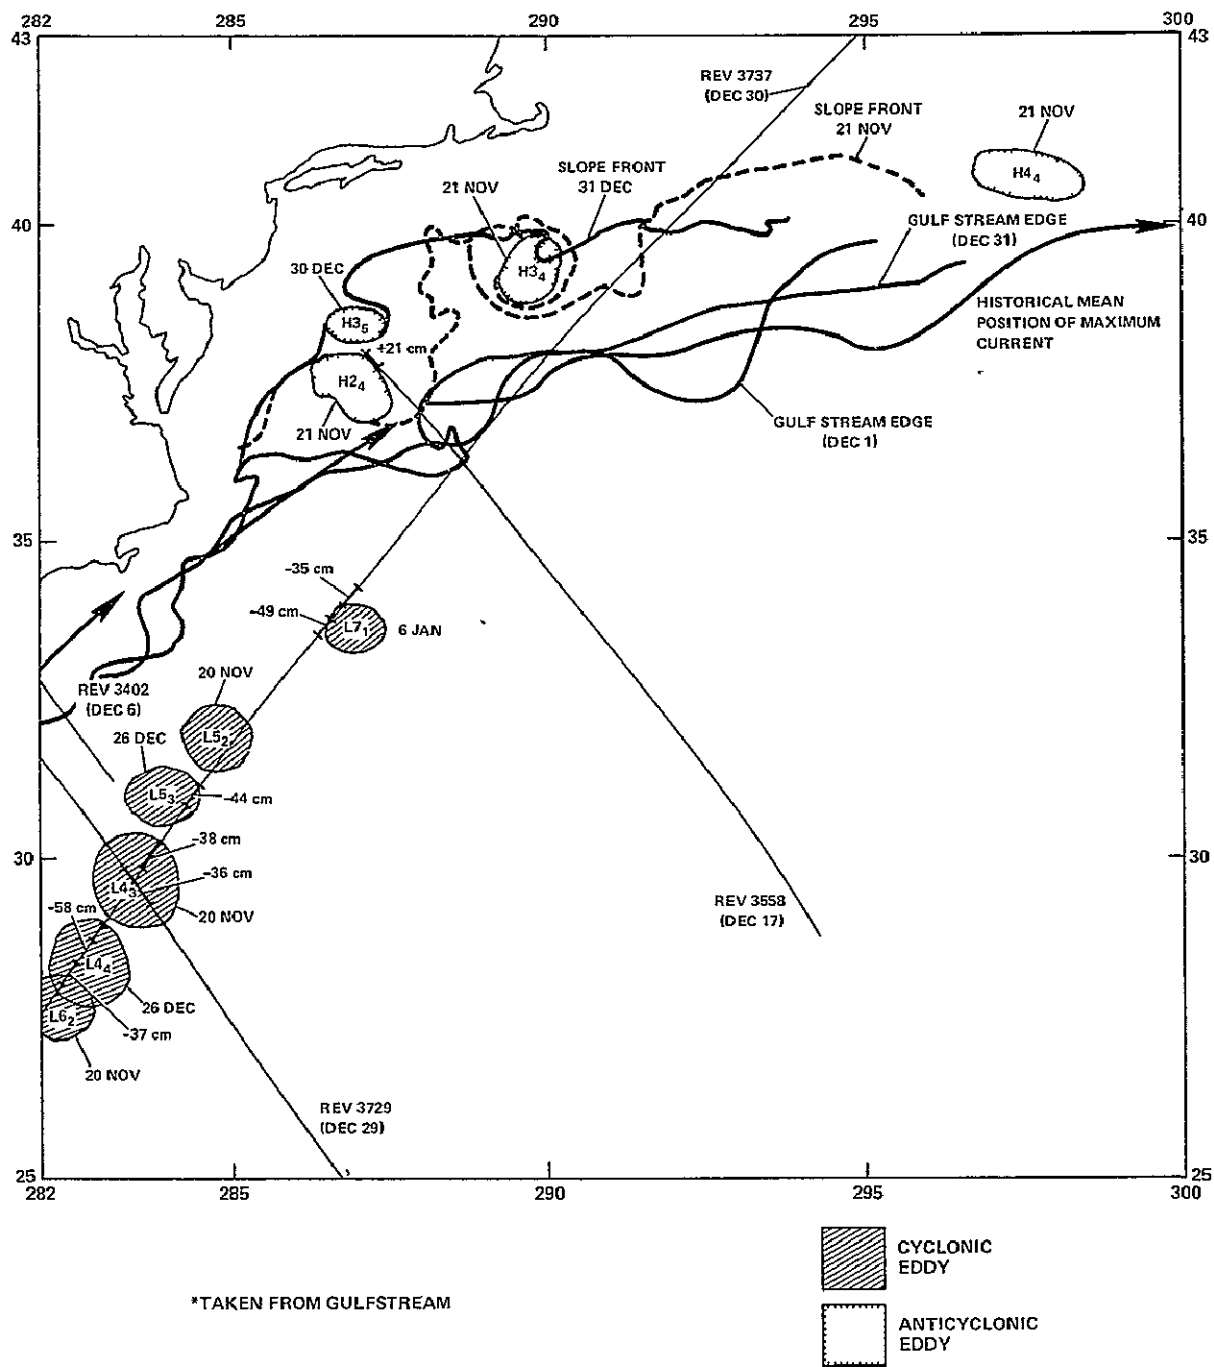 282
285
290
295
300
43
43
REV 3737
(DEC 30)
SLOPE FRONT
21 NOV
21 NOV
H4₄
21 NOV
SLOPE FRONT
31 DEC
40
40
GULF STREAM EDGE
(DEC 31)
H3₄
30 DEC
HISTORICAL MEAN
POSITION OF MAXIMUM
CURRENT
H3₅
+21 cm
H2₄
21 NOV
GULF STREAM EDGE
(DEC 1)
35
35
-35 cm
-49 cm
L7₁
6 JAN
20 NOV
REV 3402
(DEC 6)
26 DEC
L5₂
L5₃
-44 cm
-38 cm
30
30
-36 cm
L4₃
-58 cm
20 NOV
REV 3558
(DEC 17)
L4₄
26 DEC
L6₂
-37 cm
20 NOV
REV 3729
(DEC 29)
25
25
282
285
290
295
300
CYCLONIC
EDDY
*TAKEN FROM GULFSTREAM
ANTICYCLONIC
EDDY